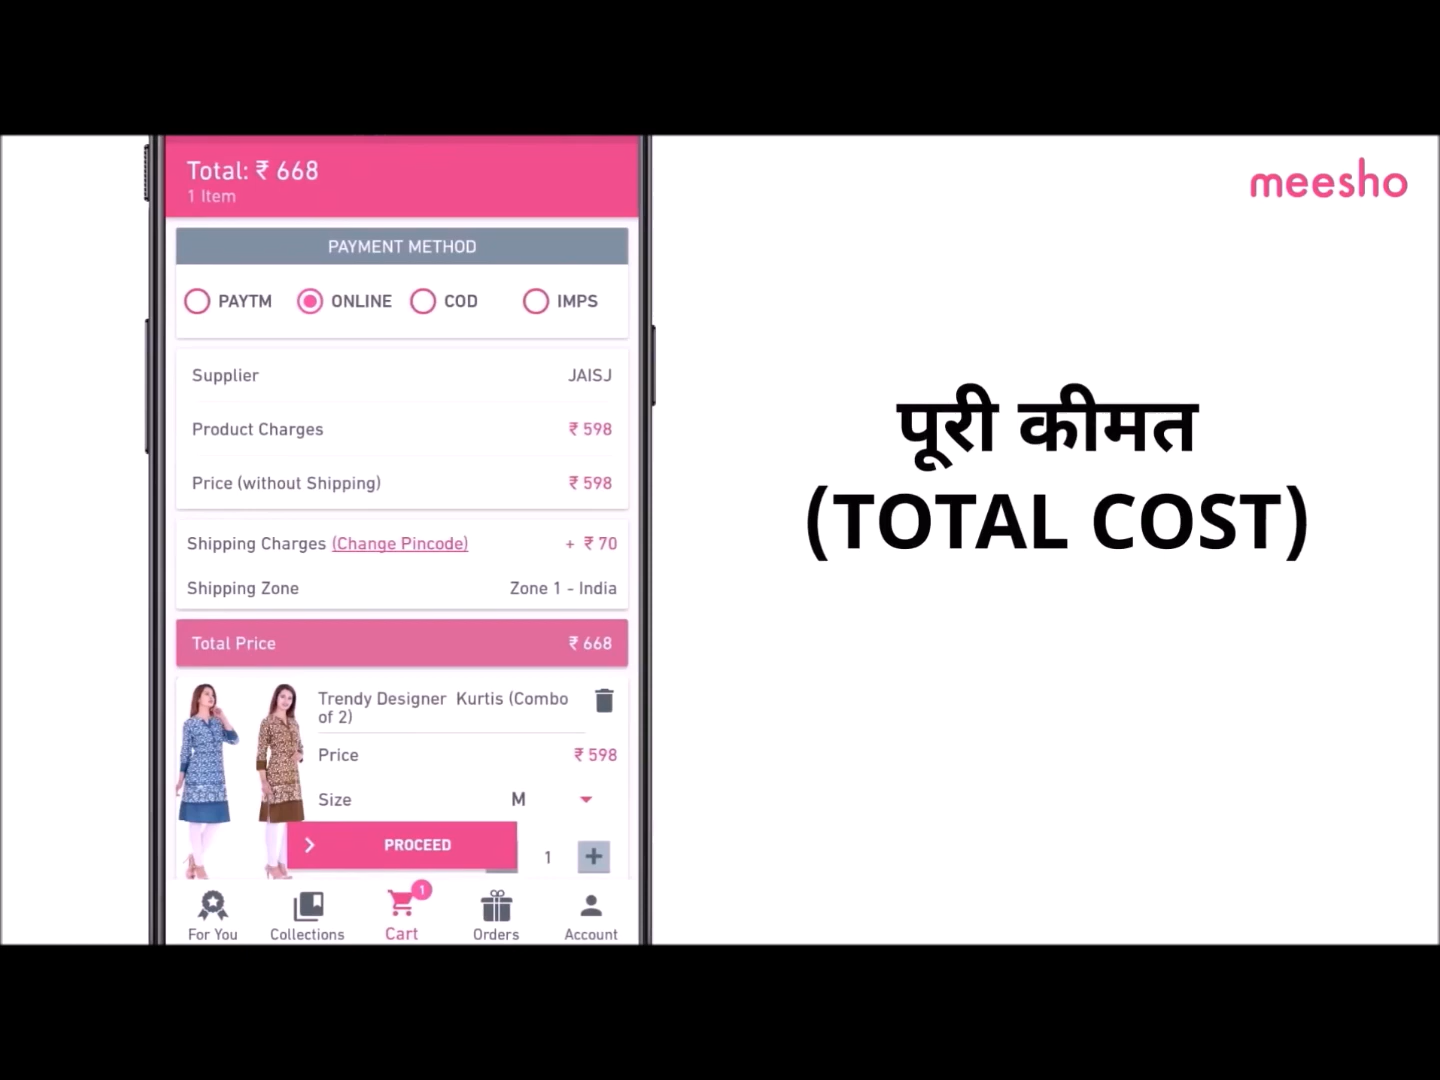 Total: ₹ 668
1 Item
PAYMENT METHOD
PAYTM ONLINE COD IMPS
Supplier JAISJ
Product Charges ₹ 598
Price (without Shipping) ₹ 598
Shipping Charges (Change Pincode) + ₹ 70
Shipping Zone Zone 1 - India
Total Price ₹ 668
Trendy Designer Kurtis (Combo
of 2)
Price ₹ 598
Size M
PROCEED 1 +
1
For You Collections Cart Orders Account
meesho
पूरी कीमत
(TOTAL COST)